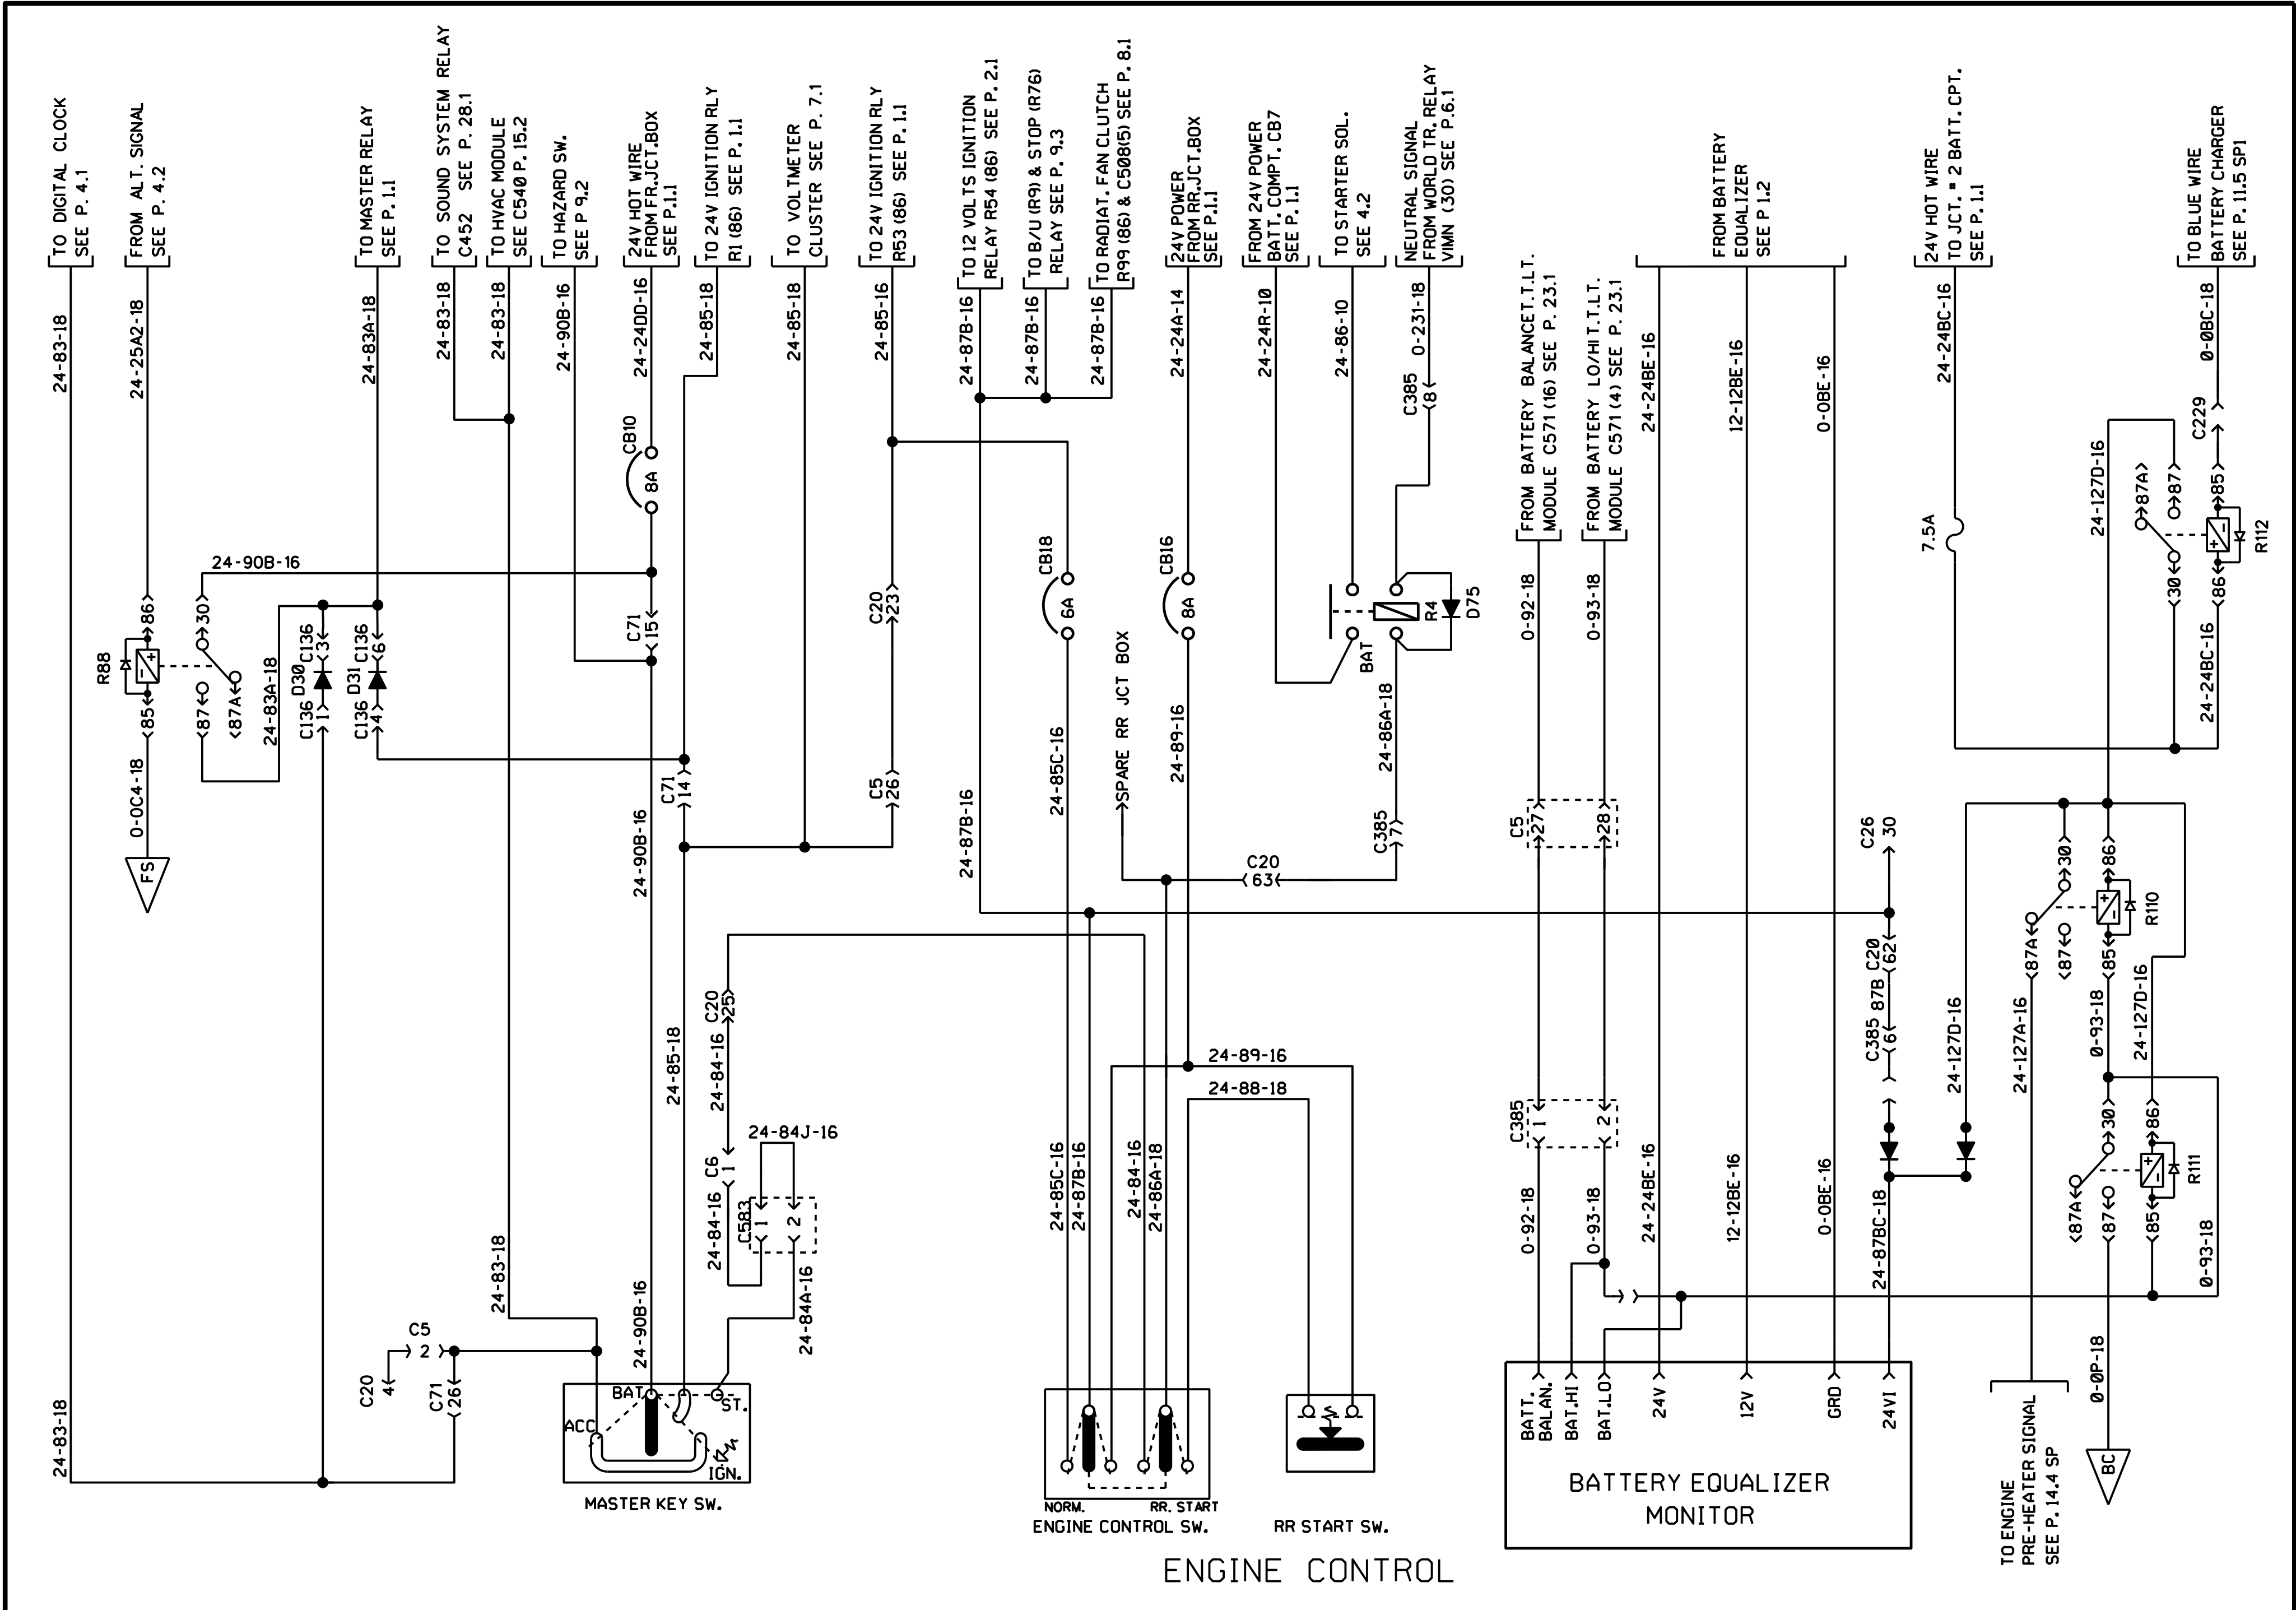 TO DIGITAL CLOCK
SEE P. 4.1
FROM ALT. SIGNAL
SEE P. 4.2
TO MASTER RELAY
SEE P. 1.1
TO SOUND SYSTEM RELAY
C452 SEE P. 28.1
TO HVAC MODULE
SEE C540 P. 15.2
TO HAZARD SW.
SEE P 9.2
24V HOT WIRE
FROM FR.JCT.BOX
SEE P.1.1
TO 24V IGNITION RLY
R1 (86) SEE P. 1.1
TO VOLTMETER
CLUSTER SEE P. 7.1
TO 24V IGNITION RLY
R53 (86) SEE P. 1.1
TO 12 VOLTS IGNITION
RELAY R54 (86) SEE P. 2.1
TO B/U (R9) & STOP (R76)
RELAY SEE P. 9.3
TO RADIAT. FAN CLUTCH
R99 (86) & C508(5) SEE P. 8.1
24V POWER
FROM RR.JCT.BOX
SEE P.1.1
FROM 24V POWER
BATT. COMPT. CB7
SEE P. 1.1
TO STARTER SOL.
SEE 4.2
NEUTRAL SIGNAL
FROM WORLD TR. RELAY
VIMN (30) SEE P.6.1
FROM BATTERY BALANCET.T.LT.
MODULE C571 (16) SEE P. 23.1
FROM BATTERY LO/HI T.T.LT.
MODULE C571 (4) SEE P. 23.1
FROM BATTERY
EQUALIZER
SEE P 1.2
24V HOT WIRE
TO JCT. # 2 BATT. CPT.
SEE P. 1.1
TO BLUE WIRE
BATTERY CHARGER
SEE P. 11.5 SP1
24-83-18
24-25A2-18
24-83A-18
24-83-18
24-83-18
24-90B-16
24-24DD-16
24-85-18
24-85-18
24-85-16
24-87B-16
24-87B-16
24-87B-16
24-24A-14
24-24R-10
24-86-10
0-231-18
24-24BE-16
12-12BE-16
0-0BE-16
24-24BC-16
0-0BC-18
C385
8
CB10
8A
C229
24-127D-16
87A
87
85
30
86
R112
7.5A
24-24BC-16
24-90B-16
R88
86
85
30
87
87A
24-83A-18
D30
C136
3
C136
1
D31
C136
6
C136
4
C71
15
C20
23
CB18
6A
CB16
8A
SPARE RR JCT BOX
BAT
R4
D75
0-92-18
0-93-18
0-0C4-18
FS
C71
14
C5
26
24-85C-16
24-89-16
24-86A-18
C385
7
C5
27
28
C26
30
24-90B-16
24-87B-16
C20
63
30
87A
87
86
85
R110
C20
62
87B
C385
6
C20
25
24-84-16
24-85-18
24-89-16
24-88-18
24-127D-16
24-127A-16
0-93-18
24-127D-16
C6
1
24-84J-16
24-84-16
C583
1
2
24-84A-16
24-85C-16
24-87B-16
24-84-16
24-86A-18
C385
1
2
0-92-18
0-93-18
24-24BE-16
12-12BE-16
0-0BE-16
24-87BC-18
30
87A
87
86
85
R111
0-93-18
24-83-18
24-90B-16
C5
2
C20
4
C71
26
24-83-18
BAT.
ACC
ST.
IGN.
MASTER KEY SW.
NORM.
RR. START
ENGINE CONTROL SW.
RR START SW.
BATT.
BALAN.
BAT.HI
BAT.LO
24V
12V
GRD
24VI
BATTERY EQUALIZER
MONITOR
TO ENGINE
PRE-HEATER SIGNAL
SEE P. 14.4 SP
0-0P-18
BC
ENGINE CONTROL